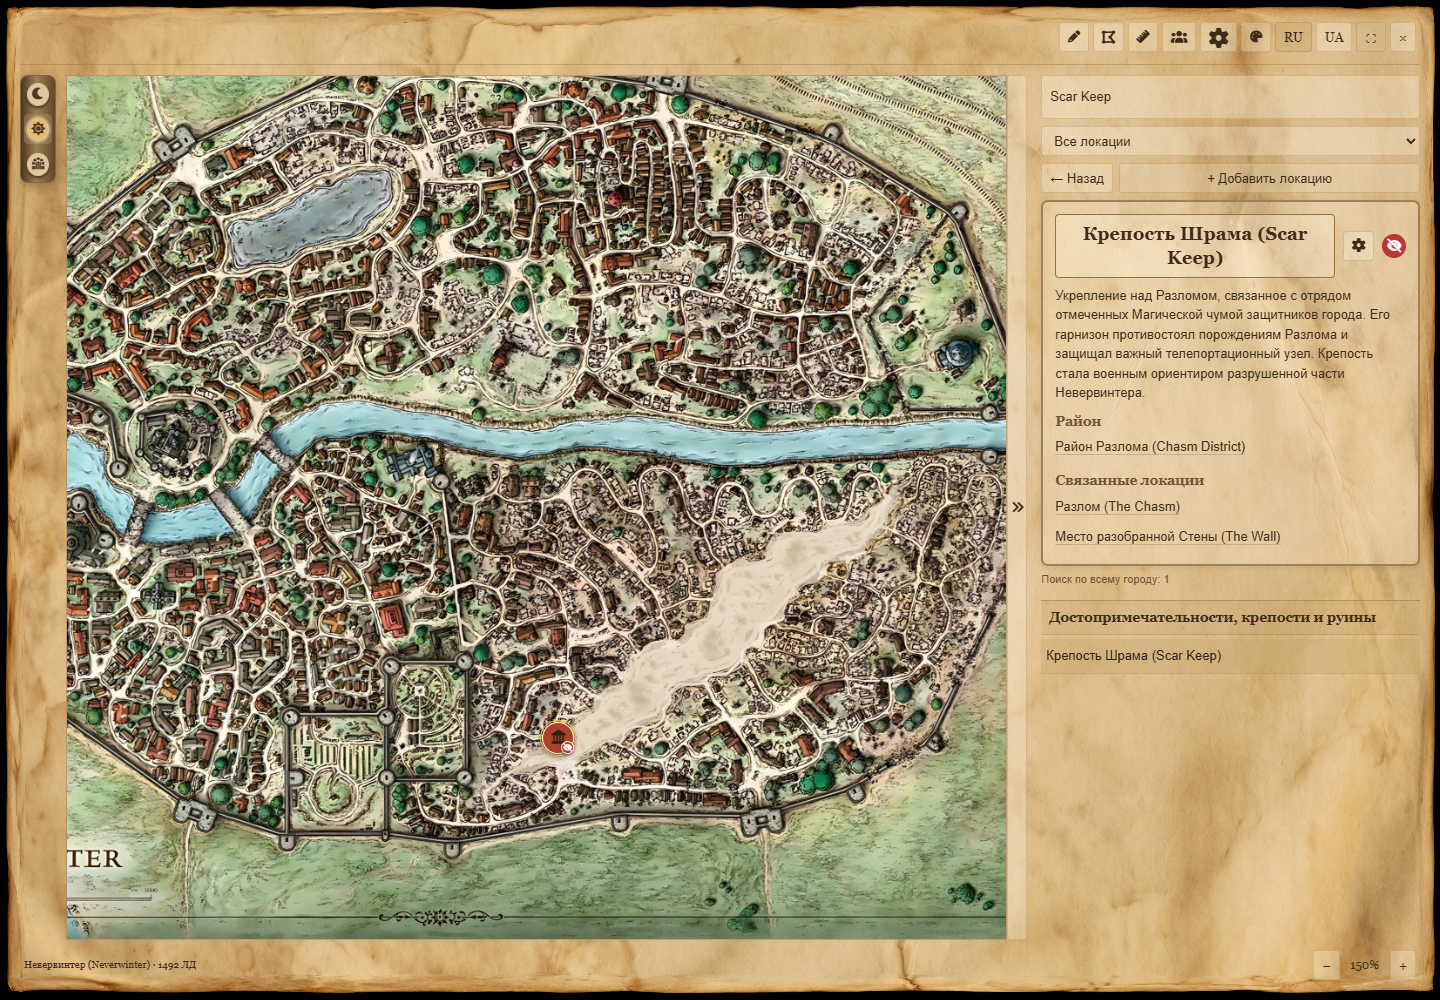 RU
UA
Scar Keep
Все локации
← Назад
+ Добавить локацию
Крепость Шрама (Scar
Keep)
Укрепление над Разломом, связанное с отрядом
отмеченных Магической чумой защитников города. Его
гарнизон противостоял порождениям Разлома и
защищал важный телепортационный узел. Крепость
стала военным ориентиром разрушенной части
Невервинтера.
Район
Район Разлома (Chasm District)
Связанные локации
Разлом (The Chasm)
Место разобранной Стены (The Wall)
Поиск по всему городу: 1
Достопримечательности, крепости и руины
Крепость Шрама (Scar Keep)
TER
1000
Невервинтер (Neverwinter) · 1492 ЛД
− 150% +